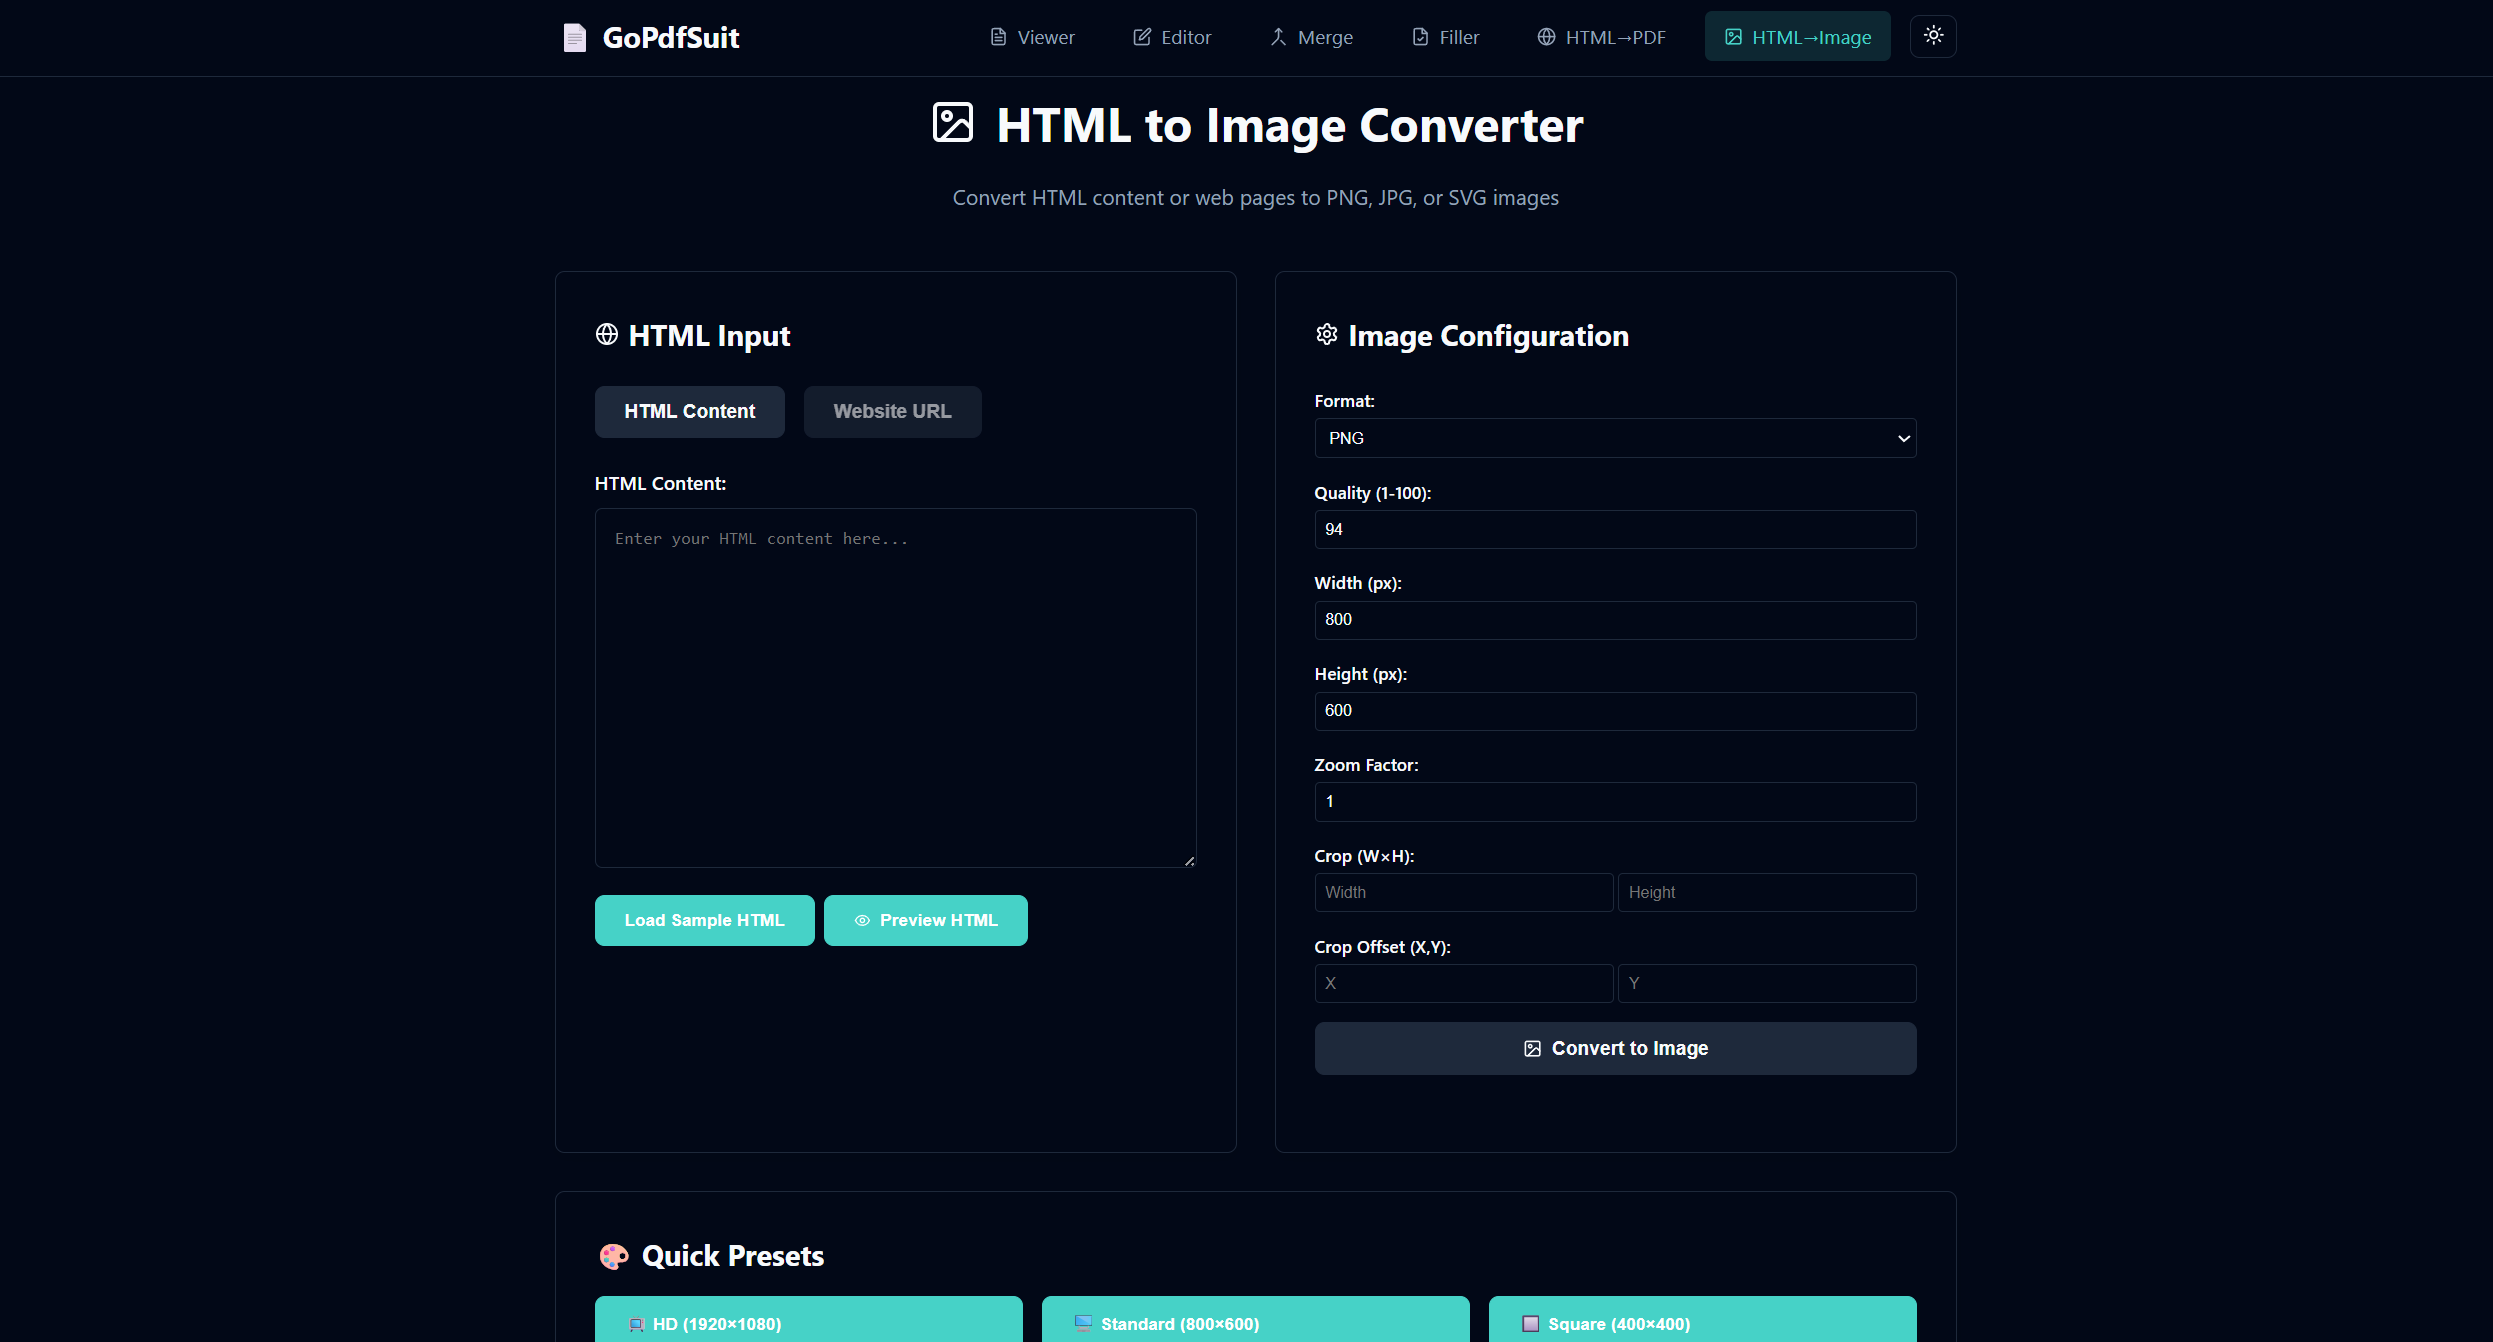 GoPdfSuit
Viewer
Editor
Merge
Filler
HTML→PDF
HTML→Image
HTML to Image Converter
Convert HTML content or web pages to PNG, JPG, or SVG images
HTML Input
HTML Content
Website URL
HTML Content:
Enter your HTML content here...
Load Sample HTML
Preview HTML
Image Configuration
Format:
PNG
Quality (1-100):
94
Width (px):
800
Height (px):
600
Zoom Factor:
1
Crop (W×H):
Width
Height
Crop Offset (X,Y):
X
Y
Convert to Image
Quick Presets
HD (1920×1080)
Standard (800×600)
Square (400×400)